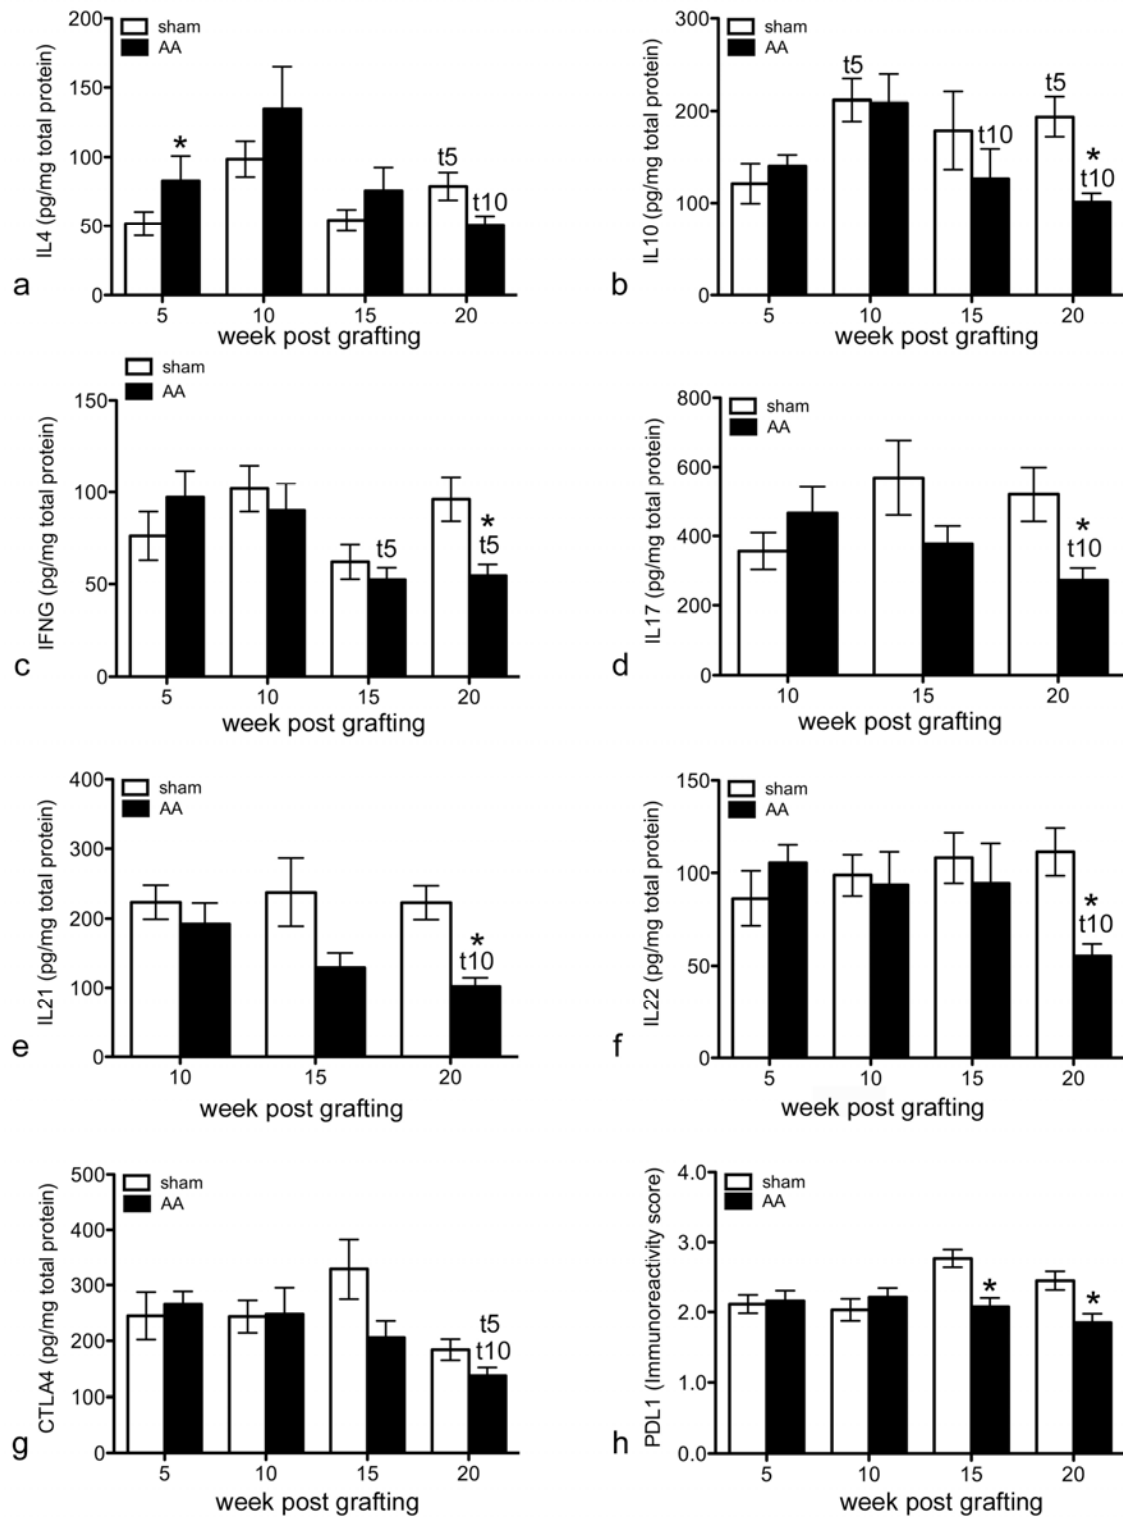 200
sham
AA
150
100
50
0
IL4 (pg/mg total protein)
*
t5
t10
5 10 15 20
week post grafting
a
300
sham
AA
200
100
0
IL10 (pg/mg total protein)
t5
t10
t5
*
t10
5 10 15 20
week post grafting
b
sham
AA
150
100
50
0
IFNG (pg/mg total protein)
t5
*
t5
5 10 15 20
week post grafting
c
800
sham
AA
600
400
200
0
IL17 (pg/mg total protein)
*
t10
10 15 20
week post grafting
d
400
sham
AA
300
200
100
0
IL21 (pg/mg total protein)
*
t10
10 15 20
week post grafting
e
150
sham
AA
100
50
0
IL22 (pg/mg total protein)
*
t10
5 10 15 20
week post grafting
f
500
sham
AA
400
300
200
100
0
CTLA4 (pg/mg total protein)
t5
t10
5 10 15 20
week post grafting
g
4.0
sham
AA
3.0
2.0
1.0
0.0
PDL1 (Immunoreactivity score)
*
*
5 10 15 20
week post grafting
h